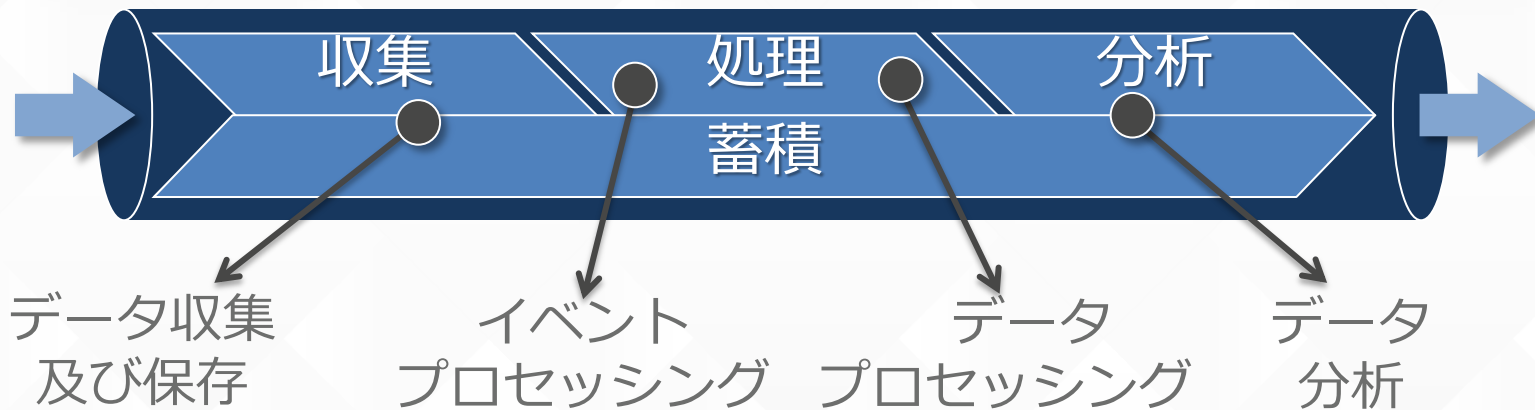 収集
処理
分析
蓄積
データ収集
及び保存
イベント
プロセッシング
データ
プロセッシング
データ
分析